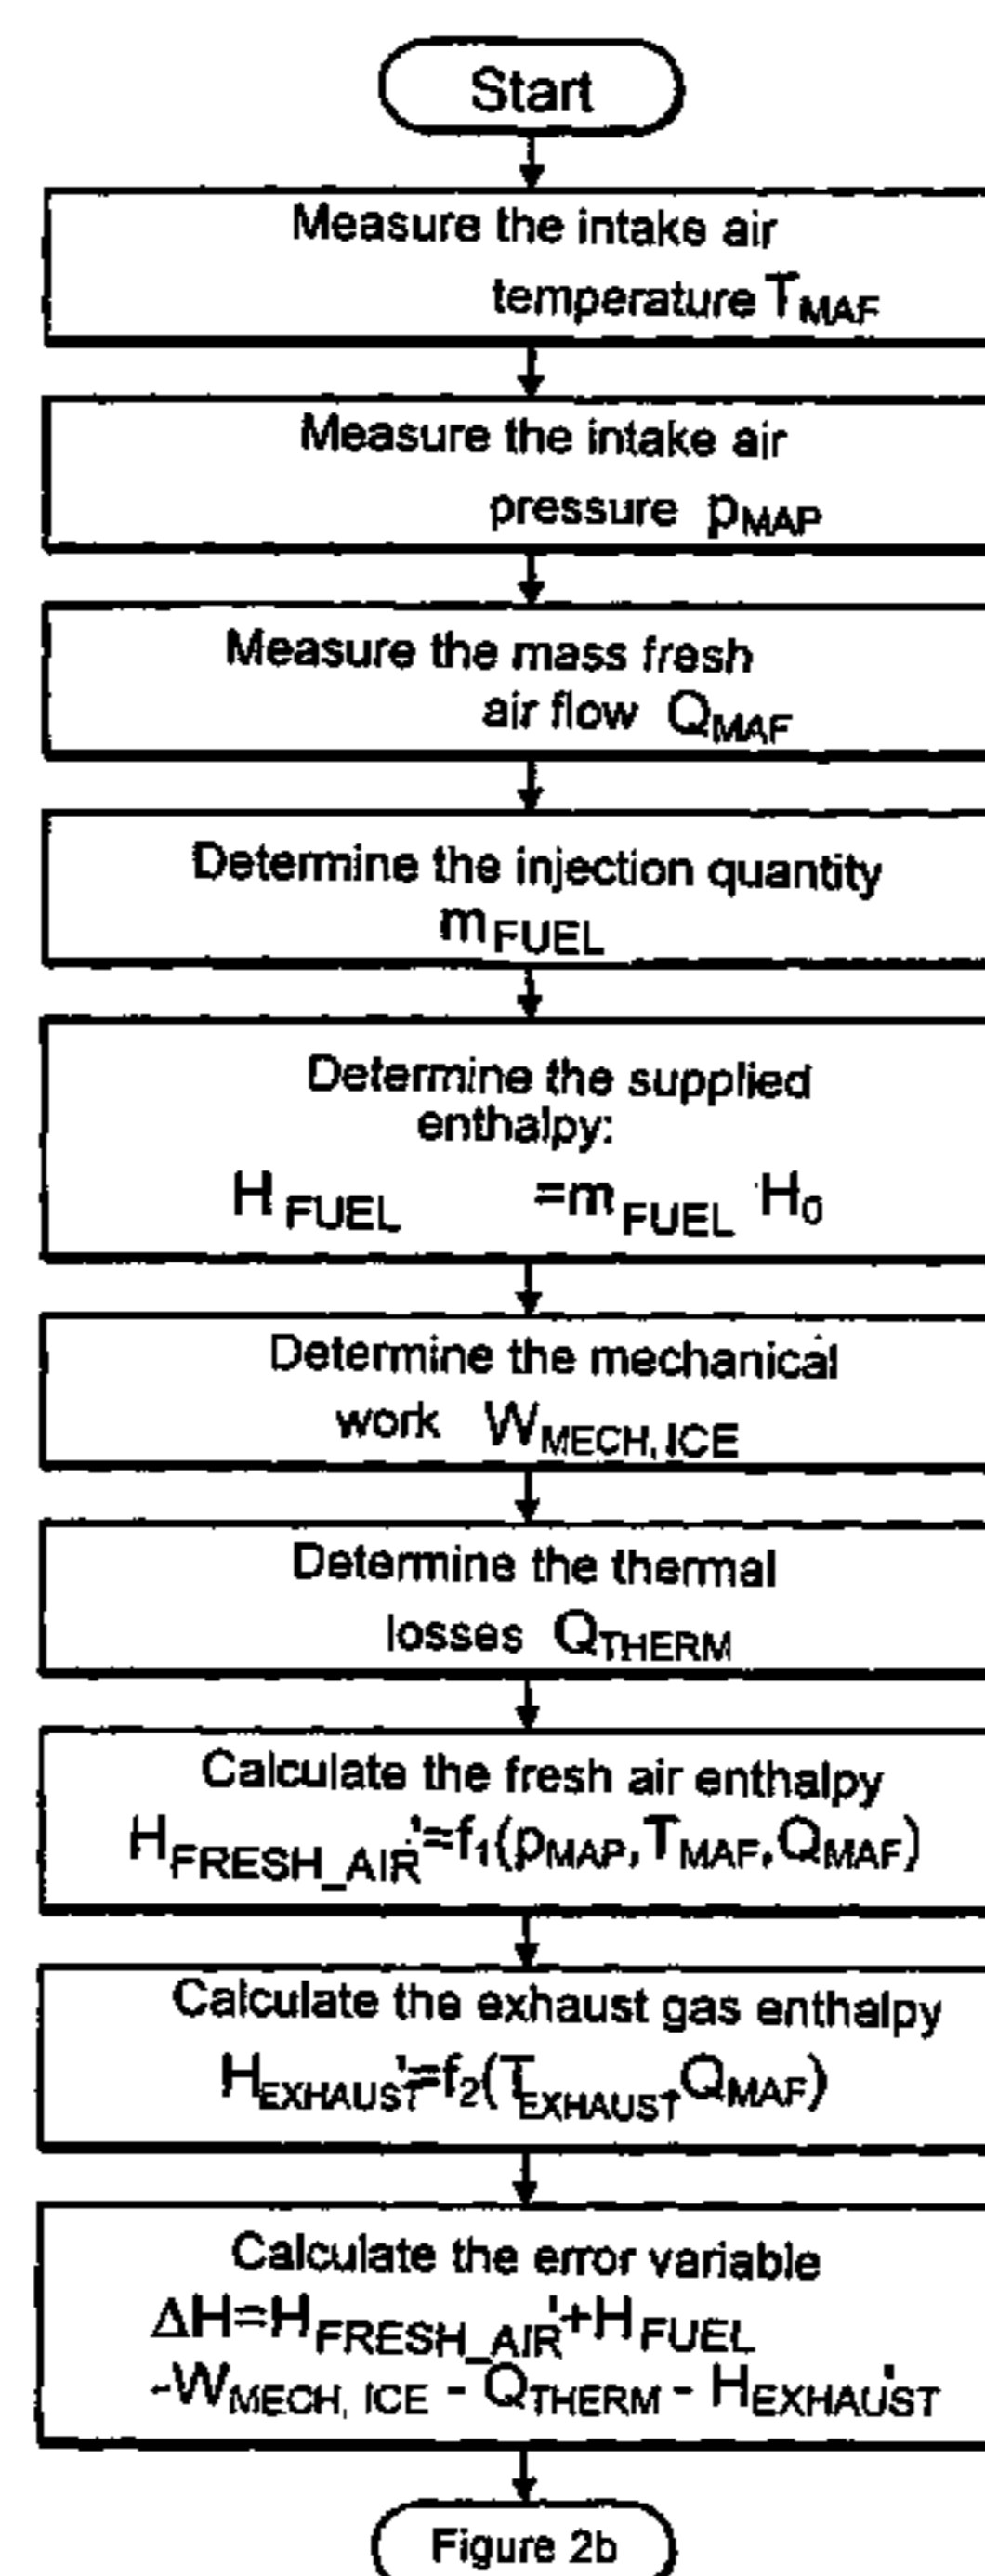 Start
Measure the intake air
temperature T_MAF
Measure the intake air
pressure p_MAP
Measure the mass fresh
air flow Q_MAF
Determine the injection quantity
m_FUEL
Determine the supplied
enthalpy:
H_FUEL =m_FUEL ·H_0
Determine the mechanical
work W_MECH, ICE
Determine the thermal
losses Q_THERM
Calculate the fresh air enthalpy
H_FRESH_AIR'=f_1(p_MAP,T_MAF,Q_MAF)
Calculate the exhaust gas enthalpy
H_EXHAUST'=f_2(T_EXHAUST,Q_MAF)
Calculate the error variable
ΔH=H_FRESH_AIR'+H_FUEL
-W_MECH, ICE - Q_THERM - H_EXHAUST'
Figure 2b